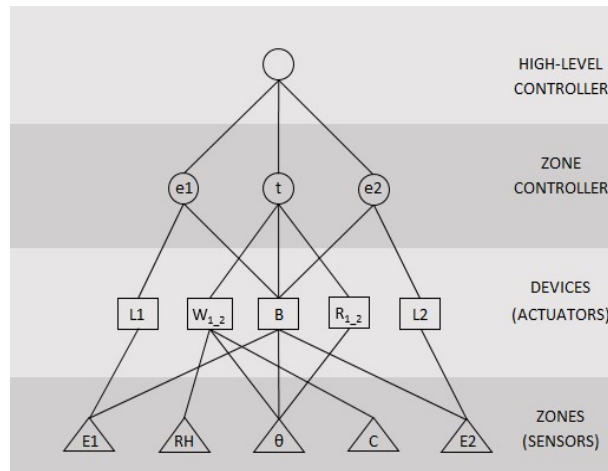 HIGH-LEVEL
CONTROLLER
e1 t e2
ZONE
CONTROLLER
L1 W1_2 B R1_2 L2
DEVICES
(ACTUATORS)
E1 RH θ C E2
ZONES
(SENSORS)